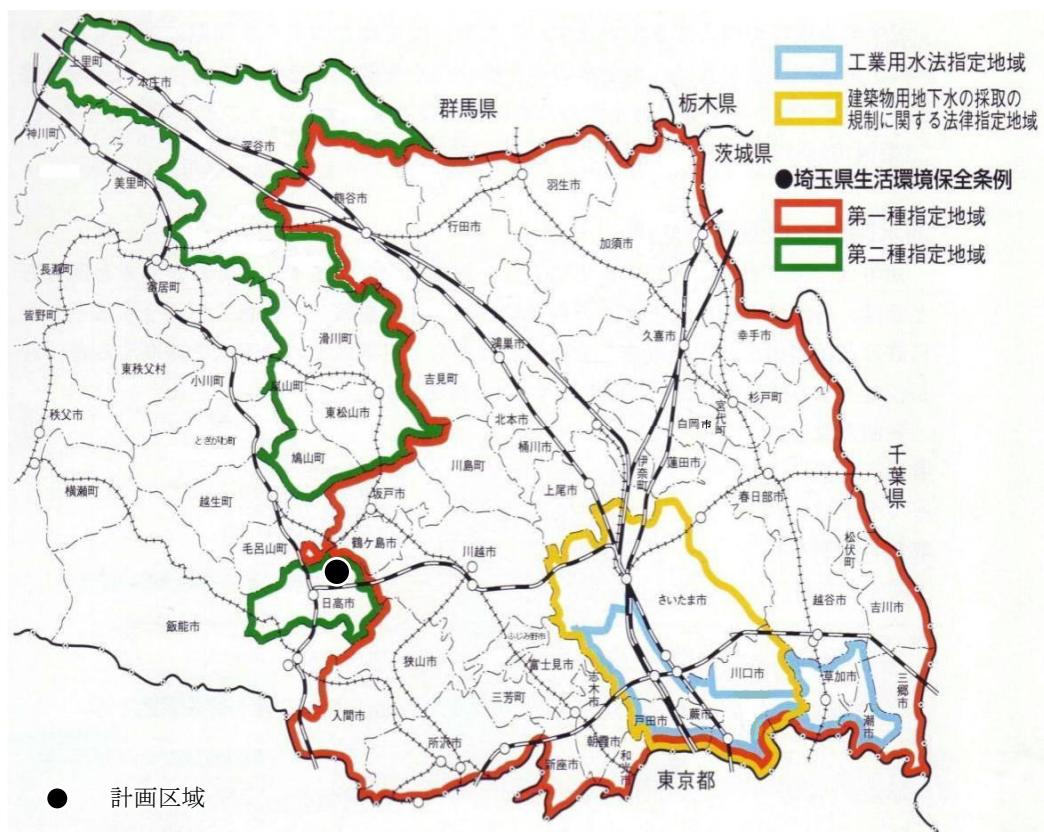 工業用水法指定地域
建築物用地下水の採取の
規制に関する法律指定地域
●埼玉県生活環境保全条例
第一種指定地域
第二種指定地域
群馬県
栃木県
茨城県
千葉県
東京都
上里町
本庄市
神川町
深谷市
美里町
熊谷市
行田市
羽生市
加須市
長瀞町
寄居町
皆野町
滑川町
鴻巣市
久喜市
幸手市
東秩父村
小川町
嵐山町
吉見町
宮代町
杉戸町
秩父市
東松山市
北本市
白岡市
ときがわ町
桶川市
伊奈町
蓮田市
鳩山町
川島町
横瀬町
越生町
坂戸市
上尾市
春日部市
松伏町
毛呂山町
鶴ケ島市
川越市
日高市
さいたま市
越谷市
吉川市
飯能市
ふじみ野市
狭山市
富士見市
志木市
川口市
草加市
三郷市
三芳町
入間市
戸田市
蕨市
潮市
所沢市
朝霞市
新座市
和光市
● 計画区域